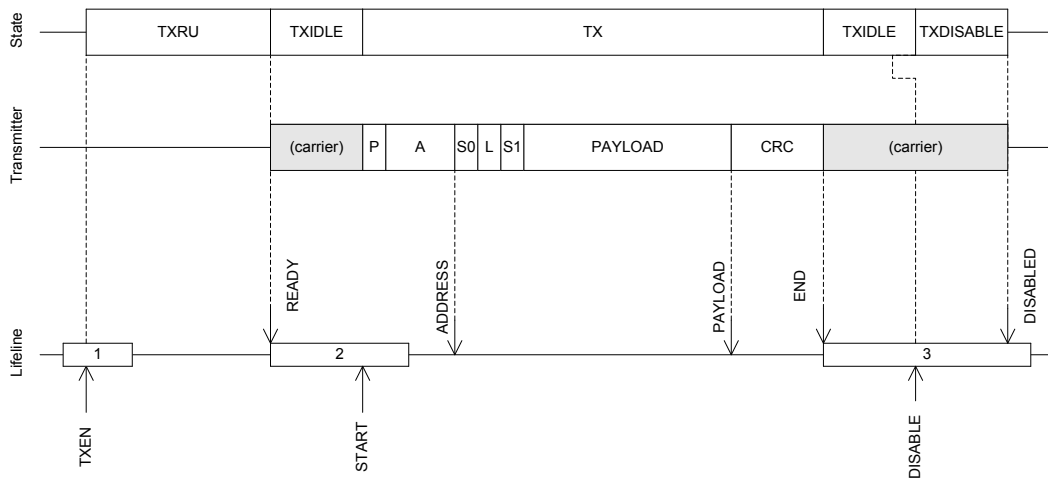 State
TXRU TXIDLE TX TXIDLE TXDISABLE
Transmitter
(carrier) P A S0 L S1 PAYLOAD CRC (carrier)
READY ADDRESS PAYLOAD END DISABLED
Lifeline
1 2 3
TXEN START DISABLE